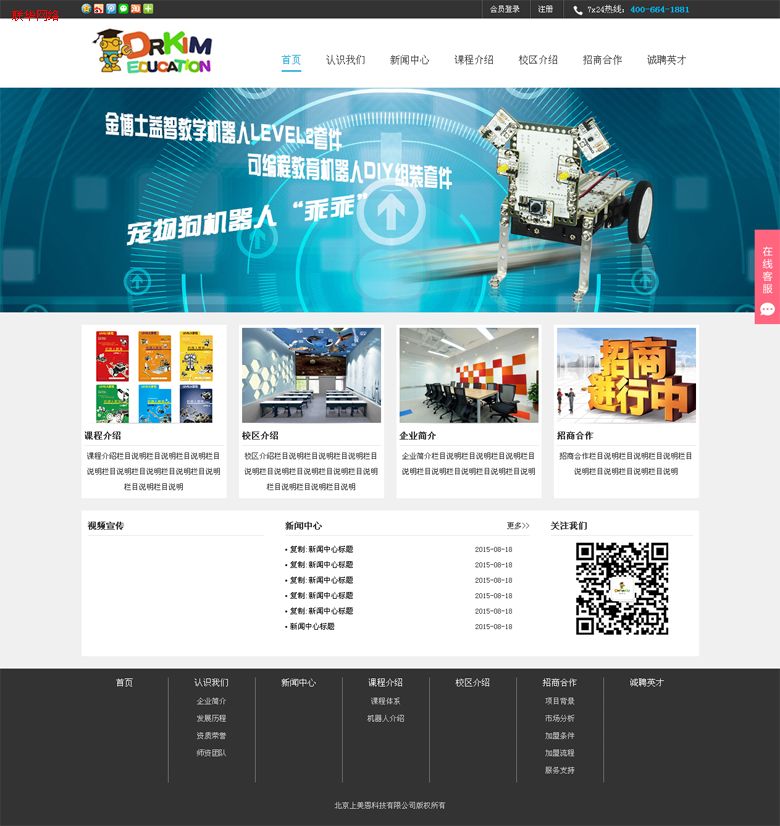 联华网络
会员登录
注册
7x24热线：400-664-1881
DRKIM
EDUCATION
首页
认识我们
新闻中心
课程介绍
校区介绍
招商合作
诚聘英才
金博士益智教学机器人LEVEL2套件
可编程教育机器人DIY组装套件
宠物狗机器人“乖乖”
在线客服
招商
进行中
课程介绍
课程介绍栏目说明栏目说明栏目说明栏目
说明栏目说明栏目说明栏目说明栏目说明
栏目说明栏目说明
校区介绍
校区介绍栏目说明栏目说明栏目说明栏目
说明栏目说明栏目说明栏目说明栏目说明
栏目说明栏目说明栏目说明
企业简介
企业简介栏目说明栏目说明栏目说明栏目
说明栏目说明栏目说明栏目说明栏目说明
招商合作
招商合作栏目说明栏目说明栏目说明栏目
说明栏目说明栏目说明栏目说明
视频宣传
新闻中心
更多>>
• 复制:新闻中心标题 2015-08-18
• 复制:新闻中心标题 2015-08-18
• 复制:新闻中心标题 2015-08-18
• 复制:新闻中心标题 2015-08-18
• 复制:新闻中心标题 2015-08-18
• 新闻中心标题 2015-08-18
关注我们
首页
认识我们
企业简介
发展历程
资质荣誉
师资团队
新闻中心
课程介绍
课程体系
机器人介绍
校区介绍
招商合作
项目背景
市场分析
加盟条件
加盟流程
服务支持
诚聘英才
北京上美恩科技有限公司版权所有